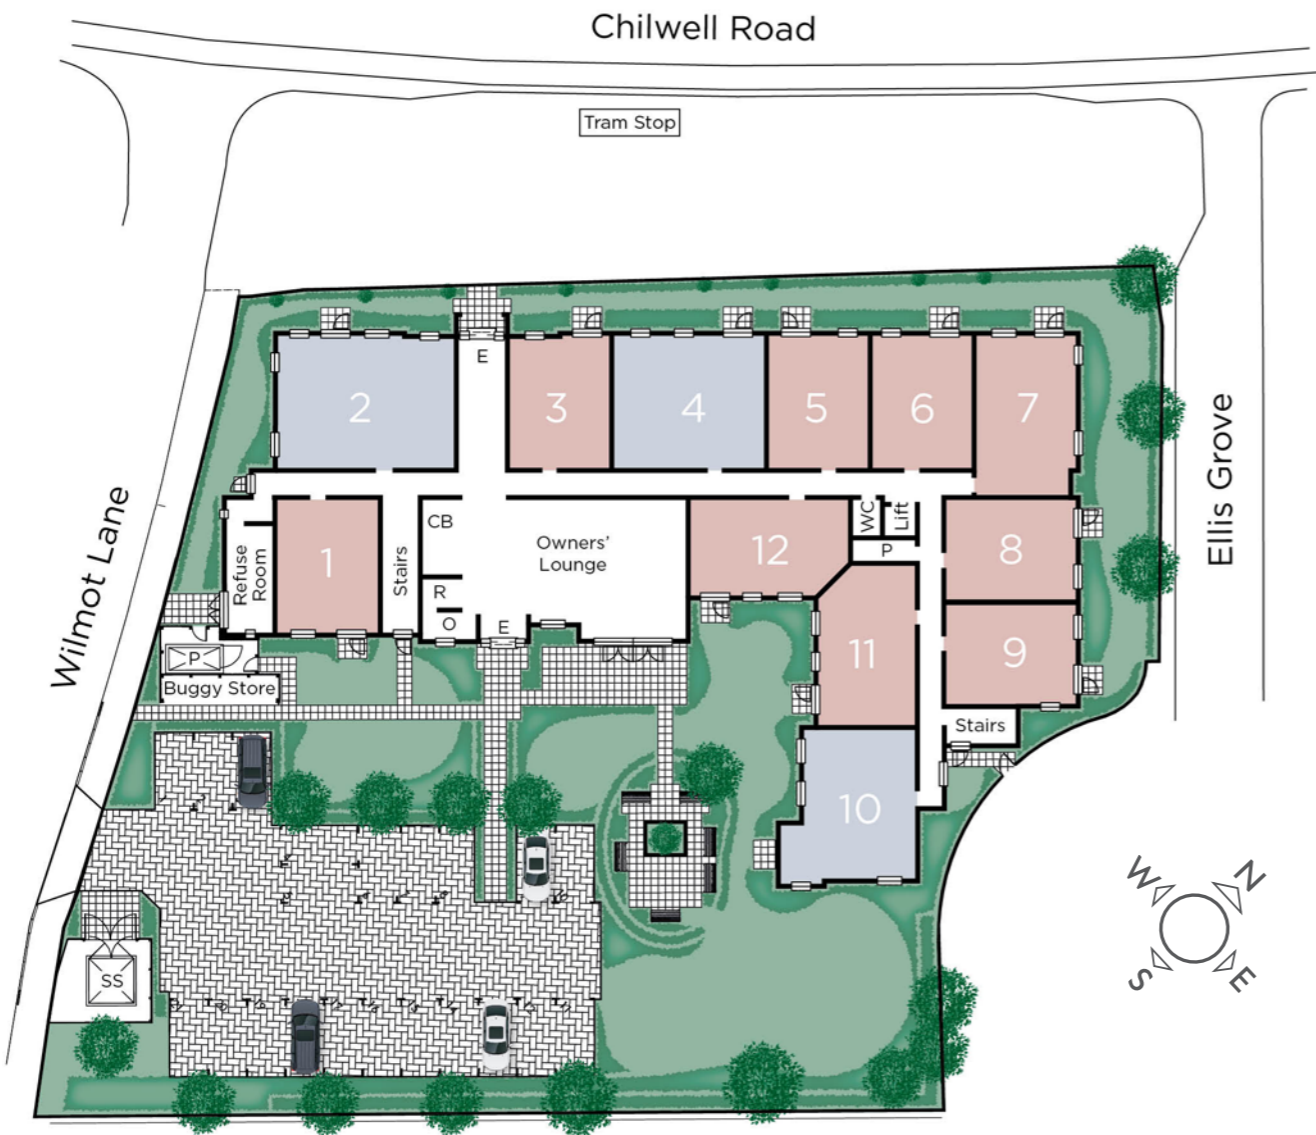 Chilwell Road
Tram Stop
Wilmot Lane
Ellis Grove
E
2
3
4
5
6
7
1
Refuse
Room
Stairs
CB
R
O
E
Owners'
Lounge
12
WC
Lift
P
8
11
9
Stairs
10
P
Buggy Store
SS
W
N
S
E